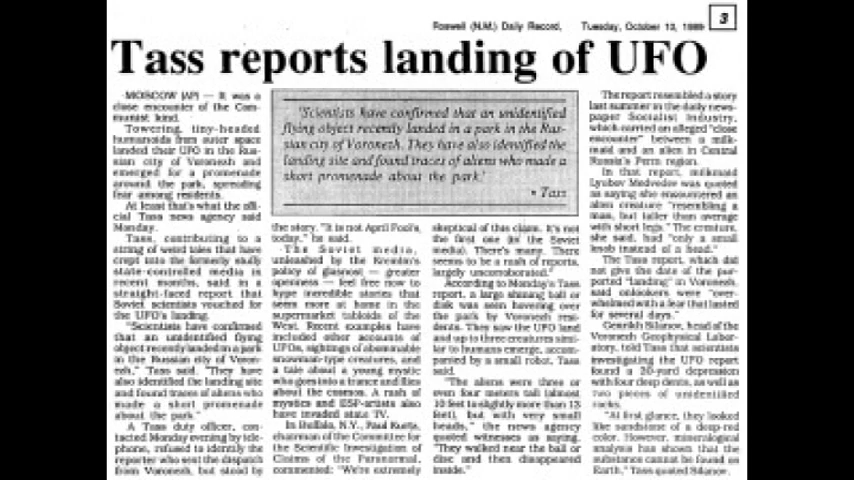 3
Roswell (N.M.) Daily Record, Tuesday, October 10, 1989
Tass reports landing of UFO
MOSCOW (AP) — It was a
close encounter of the Com-
munist kind.
Towering, tiny-headed
humanoids from outer space
landed their UFO in the Rus-
sian city of Voronezh and
emerged for a promenade
around the park, spreading
fear among residents.
At least that's what the offi-
cial Tass news agency said
Monday.
Tass, contributing to a
string of weird tales that have
crept into the formerly stuffy
state-controlled media in
recent months, said in a
straight-faced report that
Soviet scientists vouched for
the UFO's landing.
"Scientists have confirmed
that an unidentified flying
object recently landed in a park
in the Russian city of Voron-
ezh," Tass said. "They have
also identified the landing site
and found traces of aliens who
made a short promenade
about the park."
A Tass duty officer, con-
tacted Monday evening by tele-
phone, refused to identify the
reporter who sent the dispatch
from Voronezh, but stood by
'Scientists have confirmed that an unidentified
flying object recently landed in a park in the Rus-
sian city of Voronezh. They have also identified the
landing site and found traces of aliens who made a
short promenade about the park.'
Tass
the story. "It is not April Fool's,
today," he said.
The Soviet media,
unleashed by the Kremlin's
policy of glasnost — greater
openness — feel free now to
hype incredible stories that
seem more at home in the
supermarket tabloids of the
West. Recent examples have
included other accounts of
UFOs, sightings of abominable
snowman-type creatures, and
a tale about a young mystic
who goes into a trance and flies
about the cosmos. A rash of
mystics and ESP-artists also
have invaded state TV.
In Buffalo, N.Y., Paul Kurtz,
chairman of the Committee for
the Scientific Investigation of
Claims of the Paranormal,
commented: "We're extremely
skeptical of this claim. It's not
the first one (in the Soviet
media). There's many. There
seems to be a rash of reports,
largely uncorroborated."
According to Monday's Tass
report, a large shining ball or
disk was seen hovering over
the park by Voronezh resi-
dents. They saw the UFO land
and up to three creatures simi-
lar to humans emerge, accom-
panied by a small robot, Tass
said.
"The aliens were three or
even four meters tall (almost
10 feet to slightly more than 13
feet), but with very small
heads," the news agency
quoted witnesses as saying.
"They walked near the ball or
disc and then disappeared
inside."
The report resembled a story
last summer in the daily news-
paper Socialist Industry,
which carried an alleged "close
encounter" between a milk-
maid and an alien in Central
Russia's Perm region.
In that report, milkmaid
Lyubov Medvedev was quoted
as saying she encountered an
alien creature "resembling a
man, but taller than average
with short legs." The creature,
she said, had "only a small
knob instead of a head."
The Tass report, which did
not give the date of the pur-
ported "landing" in Voronezh,
said onlookers were "over-
whelmed with a fear that lasted
for several days."
Genrikh Silanov, head of the
Voronezh Geophysical Labor-
atory, told Tass that scientists
investigating the UFO report
found a 20-yard depression
with four deep dents, as well as
two pieces of unidentified
rocks.
"At first glance, they looked
like sandstone of a deep-red
color. However, mineralogical
analysis has shown that the
substance cannot be found on
Earth," Tass quoted Silanov.